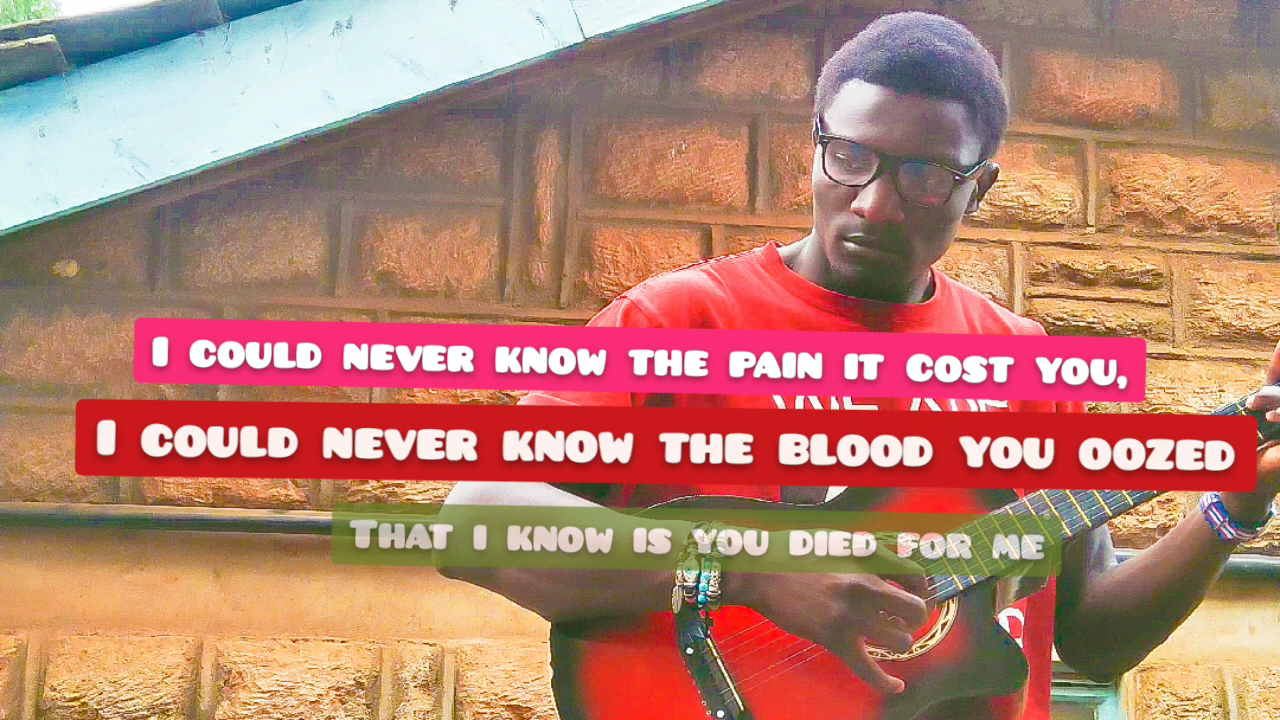 I COULD NEVER KNOW THE PAIN IT COST YOU,
I COULD NEVER KNOW THE BLOOD YOU OOZED
THAT I KNOW IS YOU DIED FOR ME